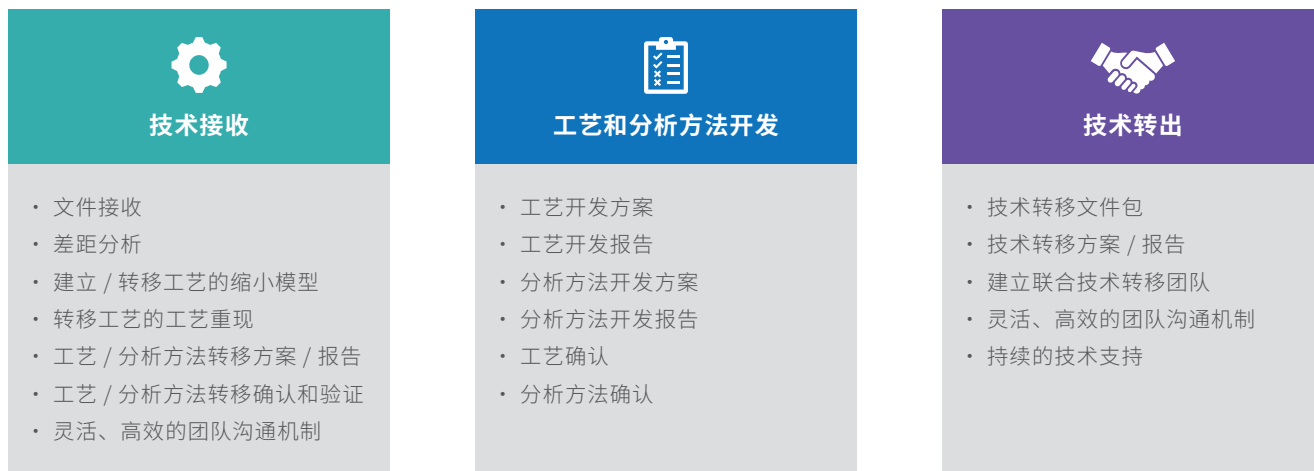 技术接收
• 文件接收
• 差距分析
• 建立 / 转移工艺的缩小模型
• 转移工艺的工艺重现
• 工艺 / 分析方法转移方案 / 报告
• 工艺 / 分析方法转移确认和验证
• 灵活、高效的团队沟通机制
工艺和分析方法开发
• 工艺开发方案
• 工艺开发报告
• 分析方法开发方案
• 分析方法开发报告
• 工艺确认
• 分析方法确认
技术转出
• 技术转移文件包
• 技术转移方案 / 报告
• 建立联合技术转移团队
• 灵活、高效的团队沟通机制
• 持续的技术支持